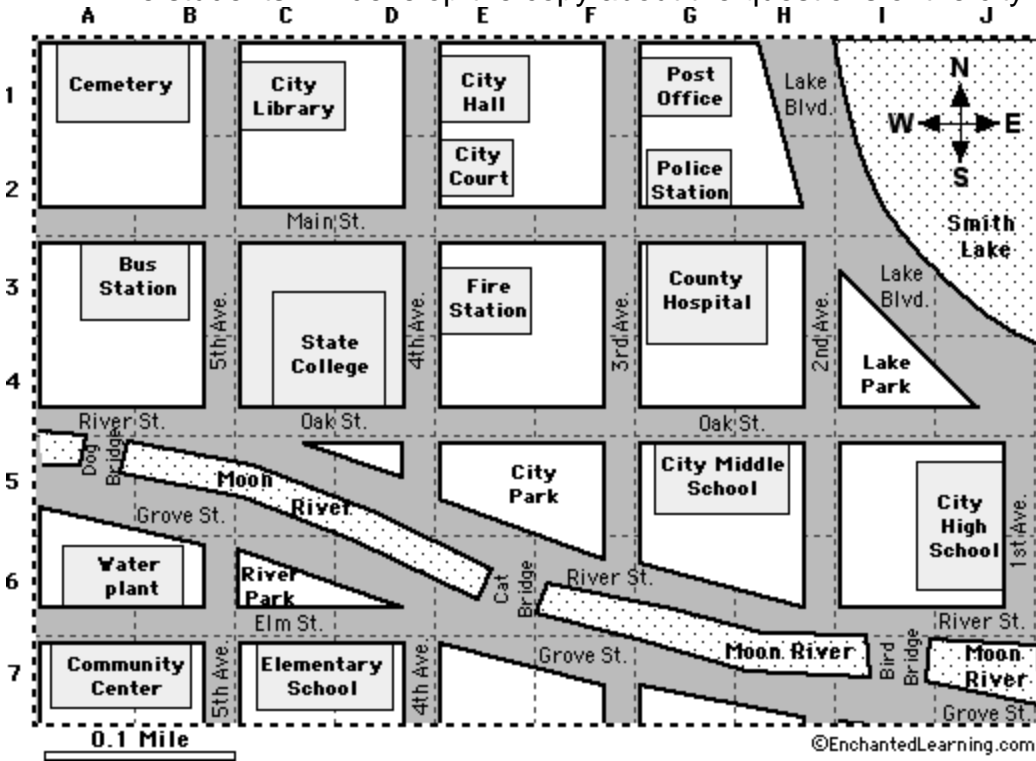 A B C D E F G H I J
1
Cemetery
City
Library
City
Hall
Post
Office
Lake
Blvd.
N
W E
S
City
Court
2
Police
Station
Main St.
Smith
Lake
Bus
Station
3
Fire
Station
County
Hospital
Lake
Blvd.
5th Ave.
State
College
4th Ave.
3rd Ave.
2nd Ave.
4
Lake
Park
River St.
Oak St.
Oak St.
Dog
Bridge
5
Moon
River
City
Park
City Middle
School
City
High
School
1st Ave.
Grove St.
6
Water
plant
River
Park
Cat
Bridge
River St.
Elm St.
River St.
7
Community
Center
5th Ave.
Elementary
School
4th Ave.
Grove St.
Moon River
Bird
Bridge
Moon
River
Grove St.
0.1 Mile
©EnchantedLearning.com